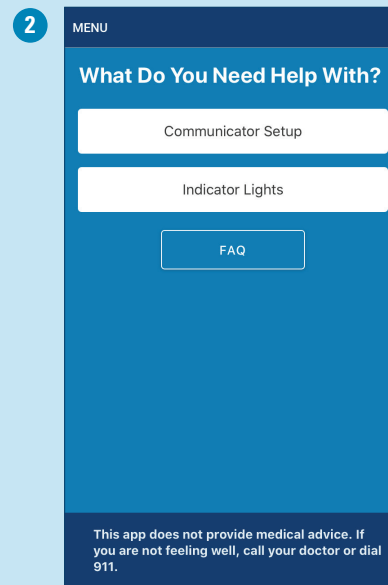 2
MENU
What Do You Need Help With?
Communicator Setup
Indicator Lights
FAQ
This app does not provide medical advice. If
you are not feeling well, call your doctor or dial
911.